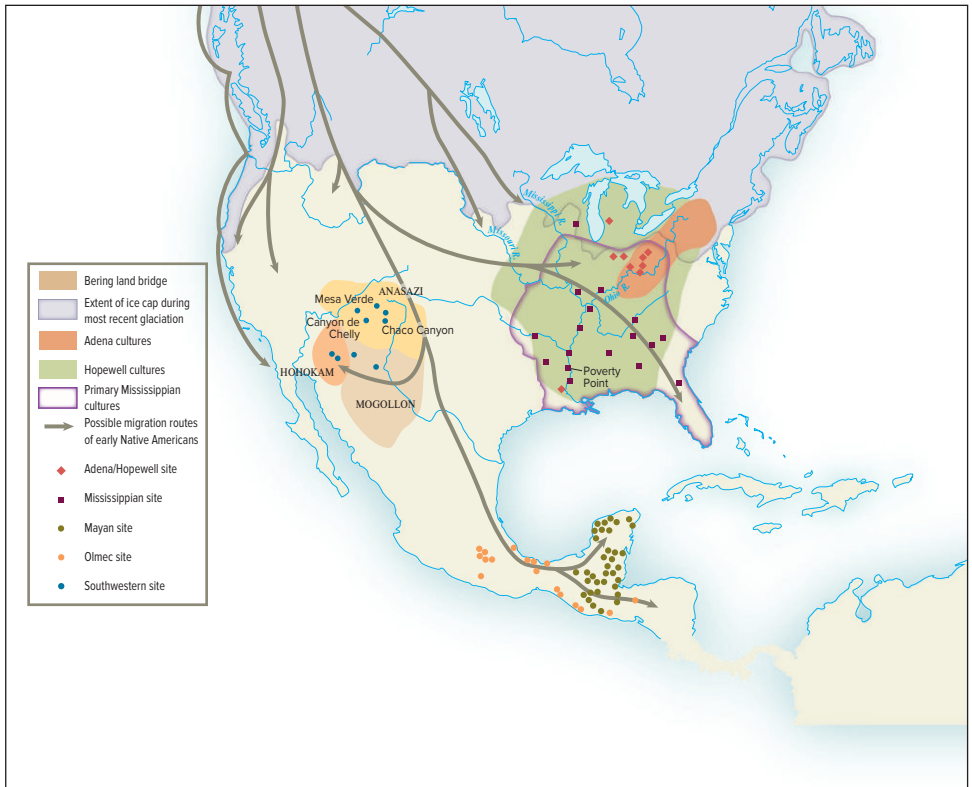 Mississippi R.
Missouri R.
Ohio R.
Mesa Verde
ANASAZI
Canyon de
Chelly
Chaco Canyon
HOHOKAM
MOGOLLON
Poverty
Point
Bering land bridge
Extent of ice cap during
most recent glaciation
Adena cultures
Hopewell cultures
Primary Mississippian
cultures
Possible migration routes
of early Native Americans
Adena/Hopewell site
Mississippian site
Mayan site
Olmec site
Southwestern site